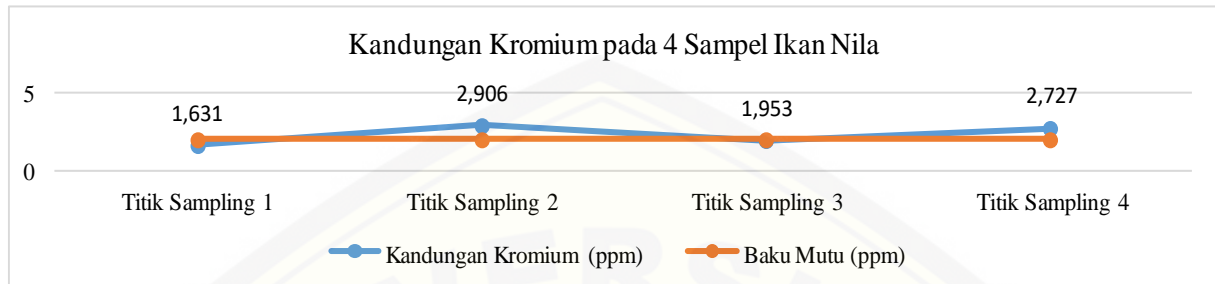 Kandungan Kromium pada 4 Sampel Ikan Nila
5
1,631
2,906
1,953
2,727
0
Titik Sampling 1
Titik Sampling 2
Titik Sampling 3
Titik Sampling 4
Kandungan Kromium (ppm)
Baku Mutu (ppm)